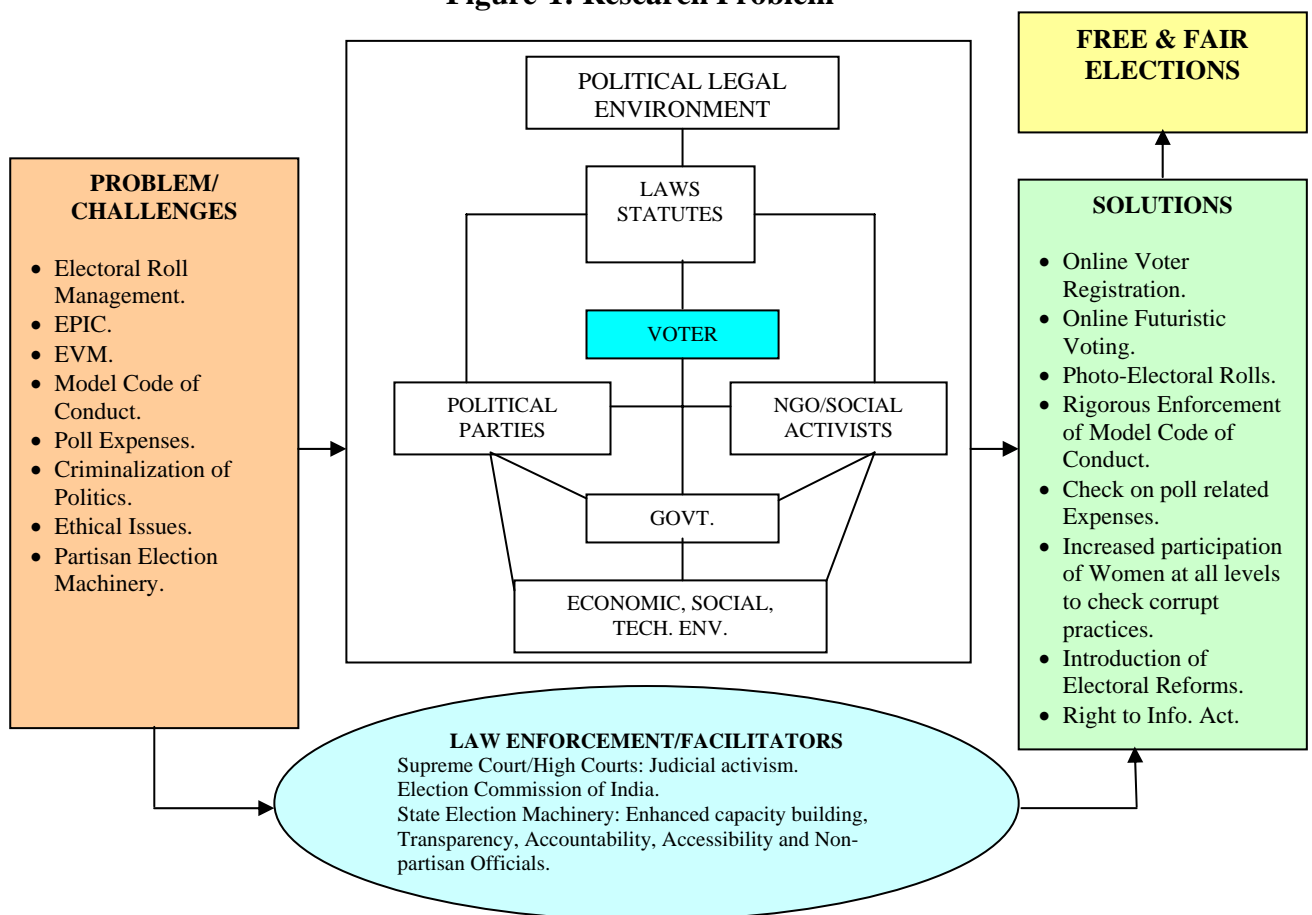 Figure 1: Research Problem
PROBLEM/
CHALLENGES
• Electoral Roll
Management.
• EPIC.
• EVM.
• Model Code of
Conduct.
• Poll Expenses.
• Criminalization of
Politics.
• Ethical Issues.
• Partisan Election
Machinery.
POLITICAL LEGAL
ENVIRONMENT
LAWS
STATUTES
VOTER
POLITICAL
PARTIES
NGO/SOCIAL
ACTIVISTS
GOVT.
ECONOMIC, SOCIAL,
TECH. ENV.
FREE & FAIR
ELECTIONS
SOLUTIONS
• Online Voter
Registration.
• Online Futuristic
Voting.
• Photo-Electoral Rolls.
• Rigorous Enforcement
of Model Code of
Conduct.
• Check on poll related
Expenses.
• Increased participation
of Women at all levels
to check corrupt
practices.
• Introduction of
Electoral Reforms.
• Right to Info. Act.
LAW ENFORCEMENT/FACILITATORS
Supreme Court/High Courts: Judicial activism.
Election Commission of India.
State Election Machinery: Enhanced capacity building,
Transparency, Accountability, Accessibility and Non-
partisan Officials.